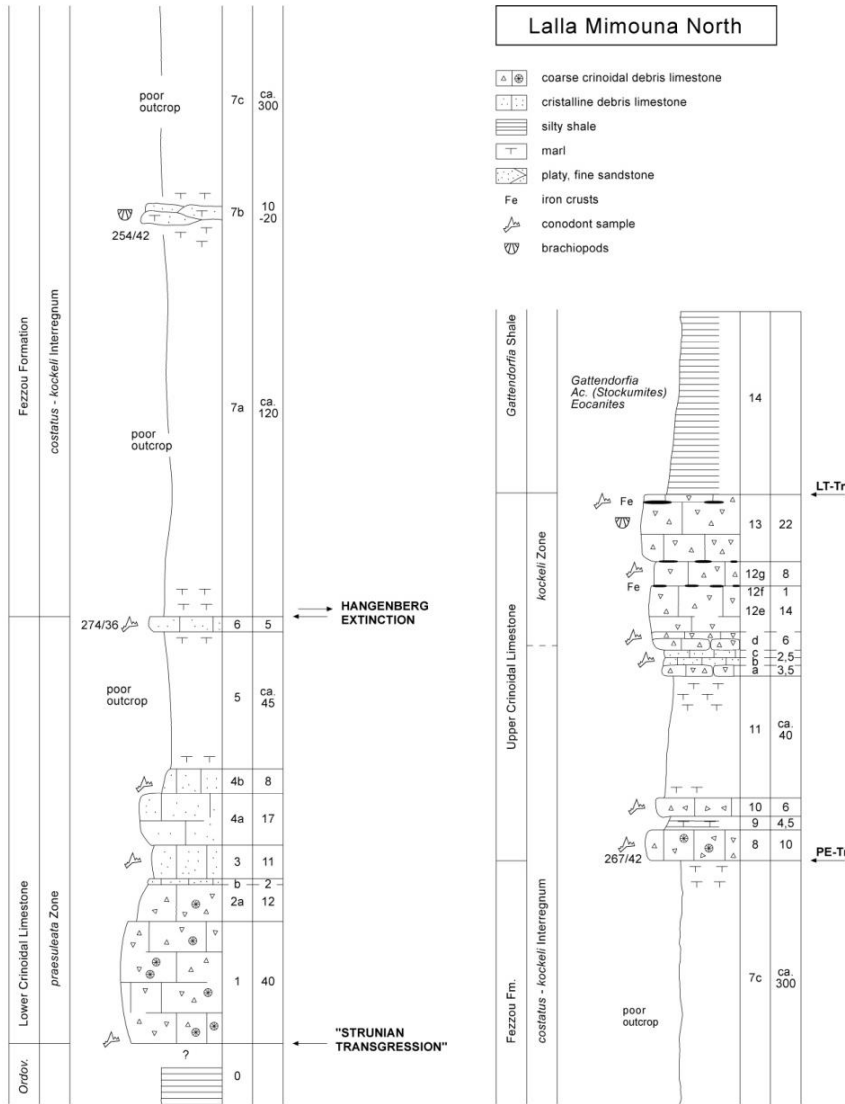 Lalla Mimouna North
coarse crinoidal debris limestone
cristalline debris limestone
silty shale
marl
platy, fine sandstone
Fe iron crusts
conodont sample
brachiopods
Fezzou Formation
costatus - kockeli Interregnum
poor
outcrop
7c
ca.
300
254/42
7b
10
-20
7a
ca.
120
poor
outcrop
HANGENBERG
EXTINCTION
274/36
6
5
poor
outcrop
5
ca.
45
4b
8
4a
17
3
11
b
2
2a
12
Lower Crinoidal Limestone
praesuleata Zone
1
40
"STRUNIAN
TRANSGRESSION"
Ordov.
?
0
Gattendorfia Shale
Gattendorfia
Ac. (Stockumites)
Eocanites
14
LT-Tr
Fe
13
22
kockeli Zone
12g
8
Fe
12f
1
12e
14
d
6
c
b
2,5
a
3,5
Upper Crinoidal Limestone
11
ca.
40
10
6
9
4,5
8
10
267/42
PE-Tr
Fezzou Fm.
costatus - kockeli Interregnum
7c
ca.
300
poor
outcrop